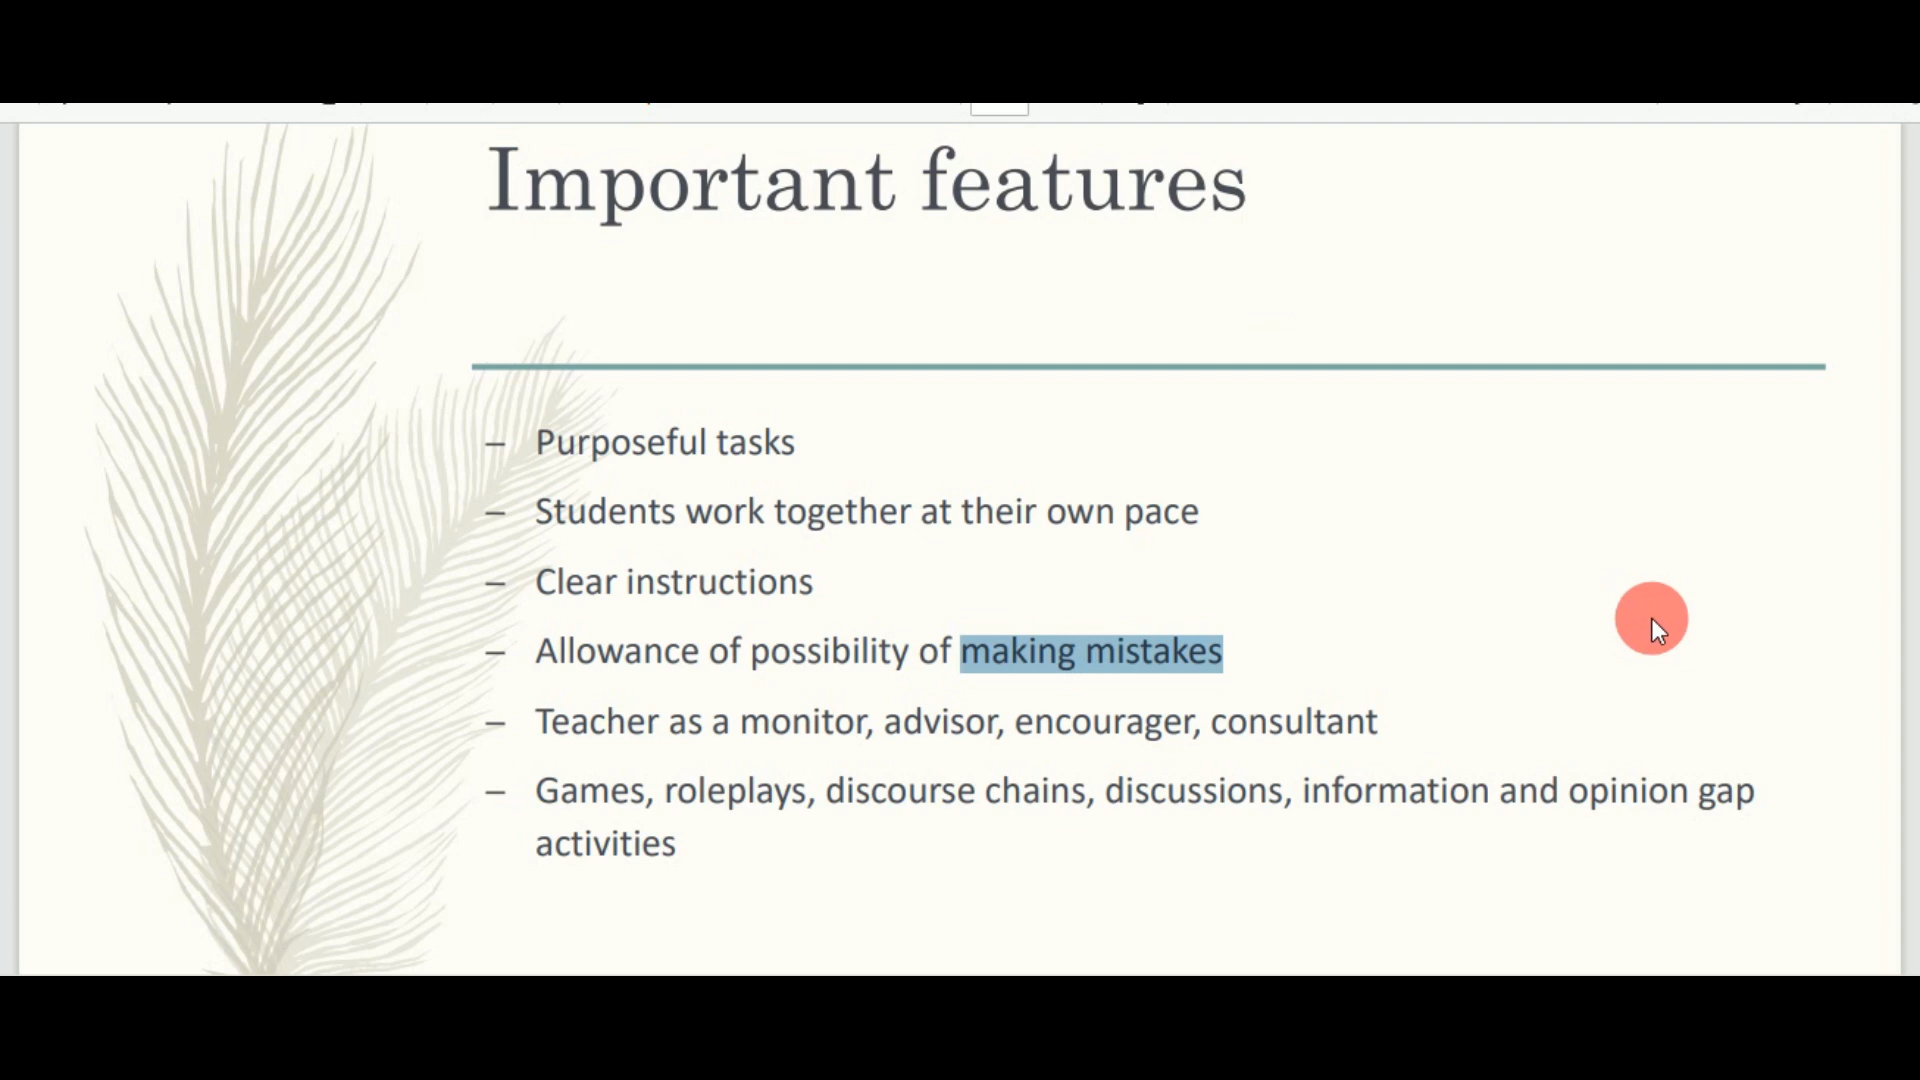 Important features
– Purposeful tasks
– Students work together at their own pace
– Clear instructions
– Allowance of possibility of making mistakes
– Teacher as a monitor, advisor, encourager, consultant
– Games, roleplays, discourse chains, discussions, information and opinion gap
activities